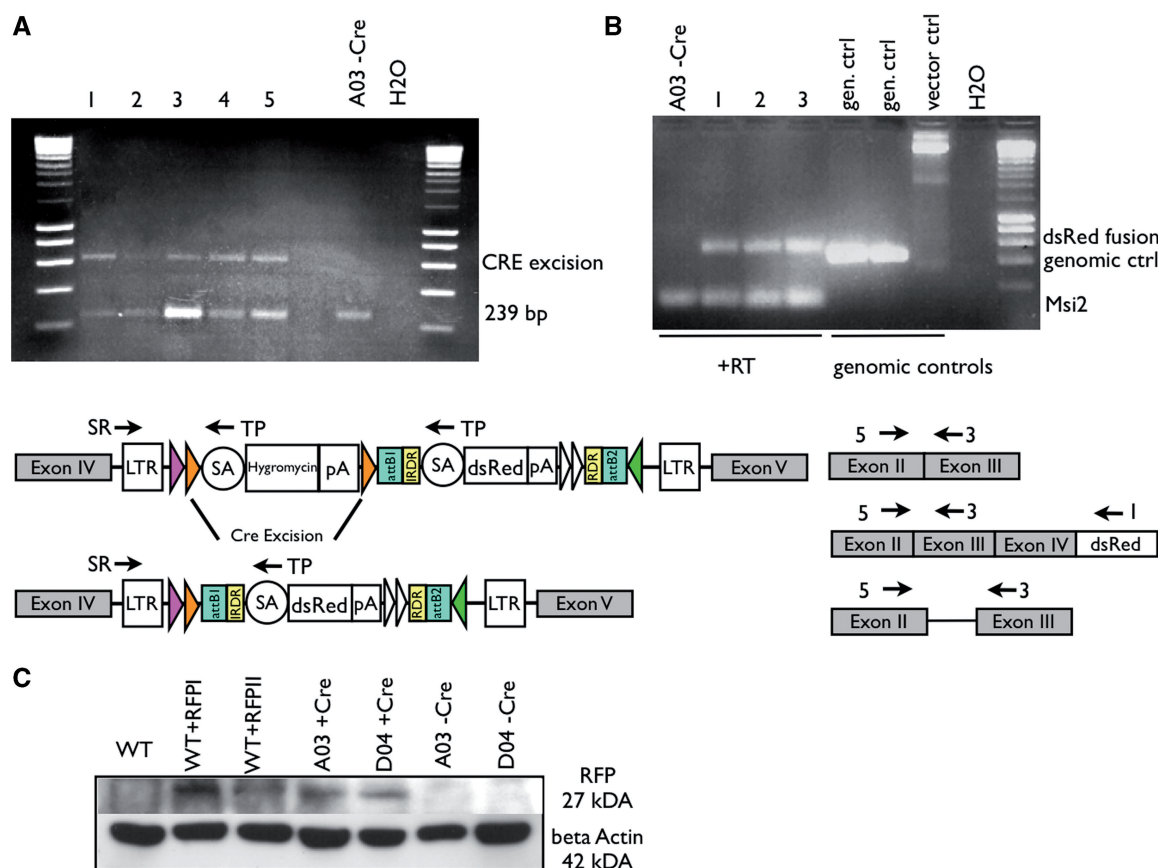 A
1 2 3 4 5 A03 -Cre H2O
CRE excision
239 bp
B
A03 -Cre 1 2 3 gen. ctrl gen. ctrl vector ctrl H2O
dsRed fusion
genomic ctrl
Msi2
+RT genomic controls
SR TP TP
Exon IV LTR SA Hygromycin pA attB1 IRDR SA dsRed pA RDR attB2 LTR Exon V
Cre Excision
SR TP
Exon IV LTR attB1 IRDR SA dsRed pA RDR attB2 LTR Exon V
5 3
Exon II Exon III
5 3 1
Exon II Exon III Exon IV dsRed
5 3
Exon II Exon III
C
WT WT+RFPI WT+RFPII A03 +Cre D04 +Cre A03 -Cre D04 -Cre
RFP
27 kDA
beta Actin
42 kDA